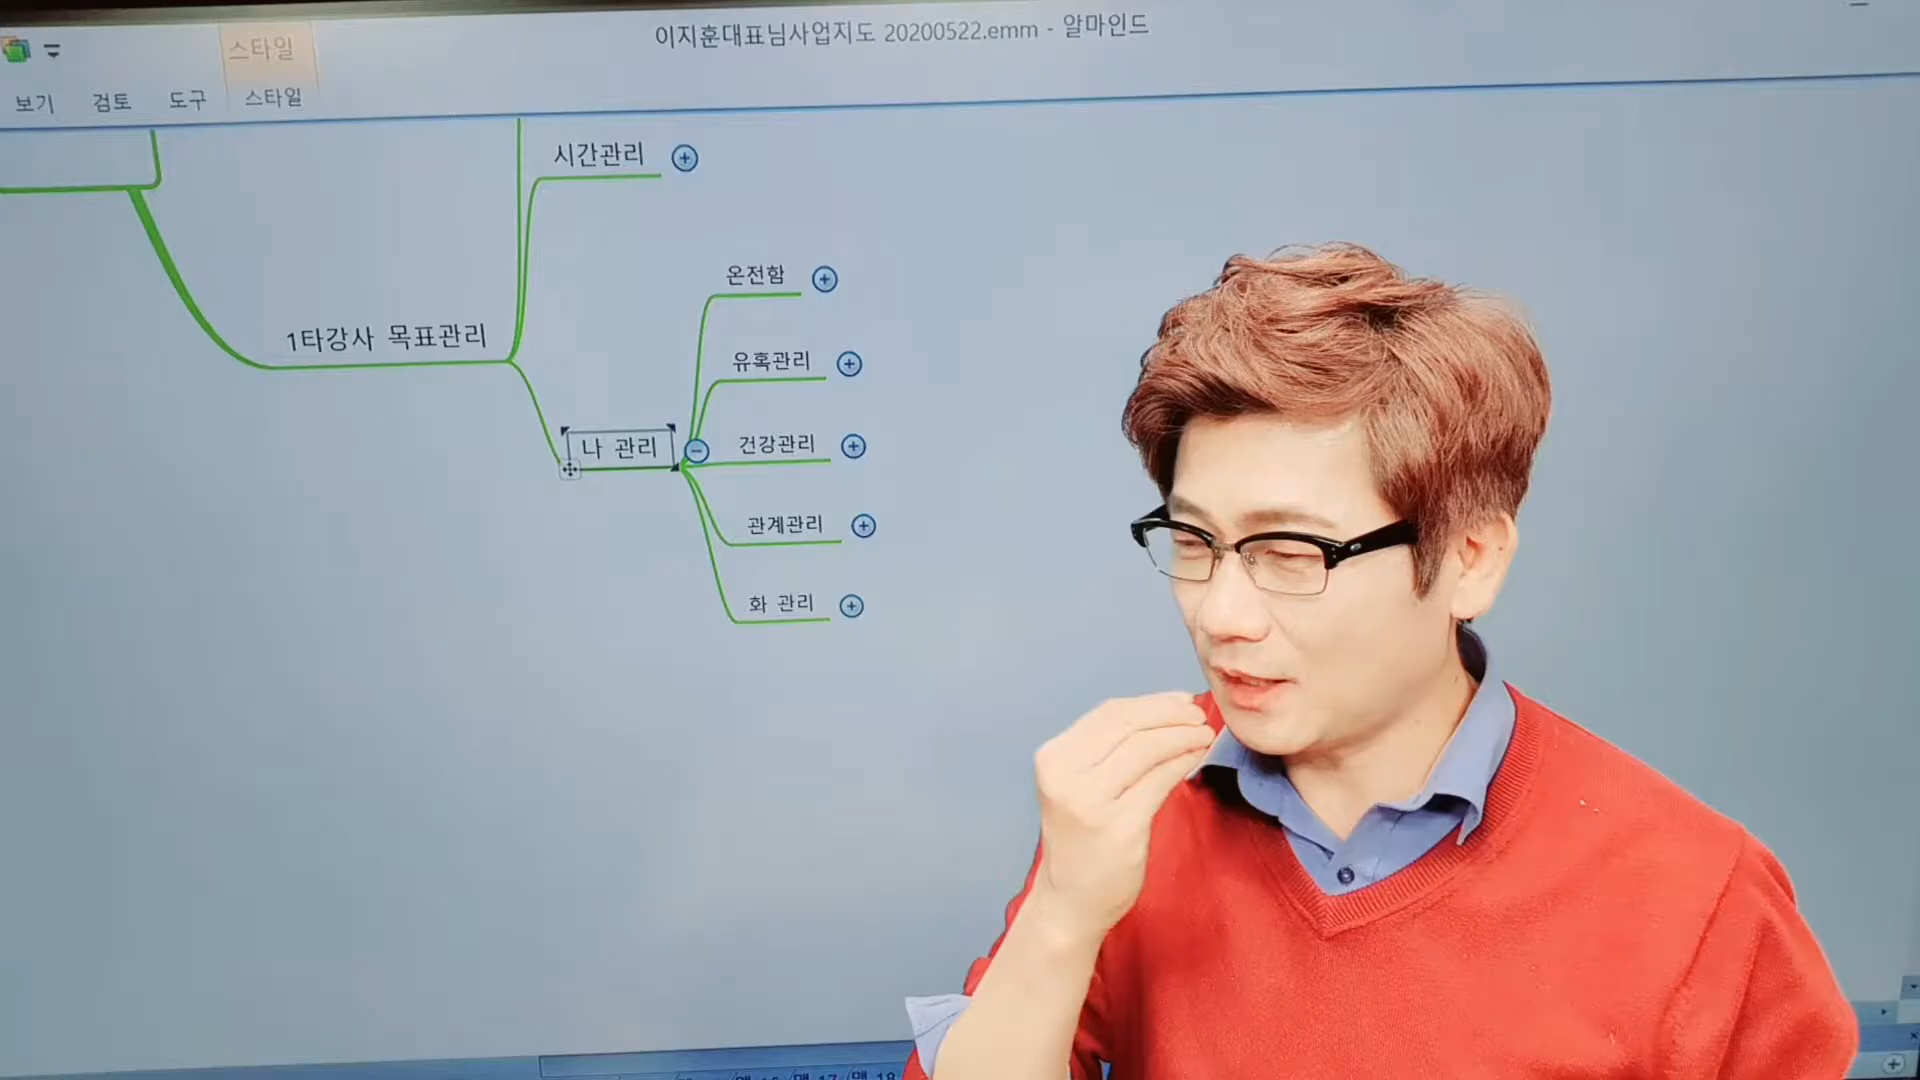 이지훈대표님사업지도 20200522.emm - 알마인드
스타일
보기 검토 도구 스타일
시간관리
온전함
1타강사 목표관리
유혹관리
나 관리
건강관리
관계관리
화 관리